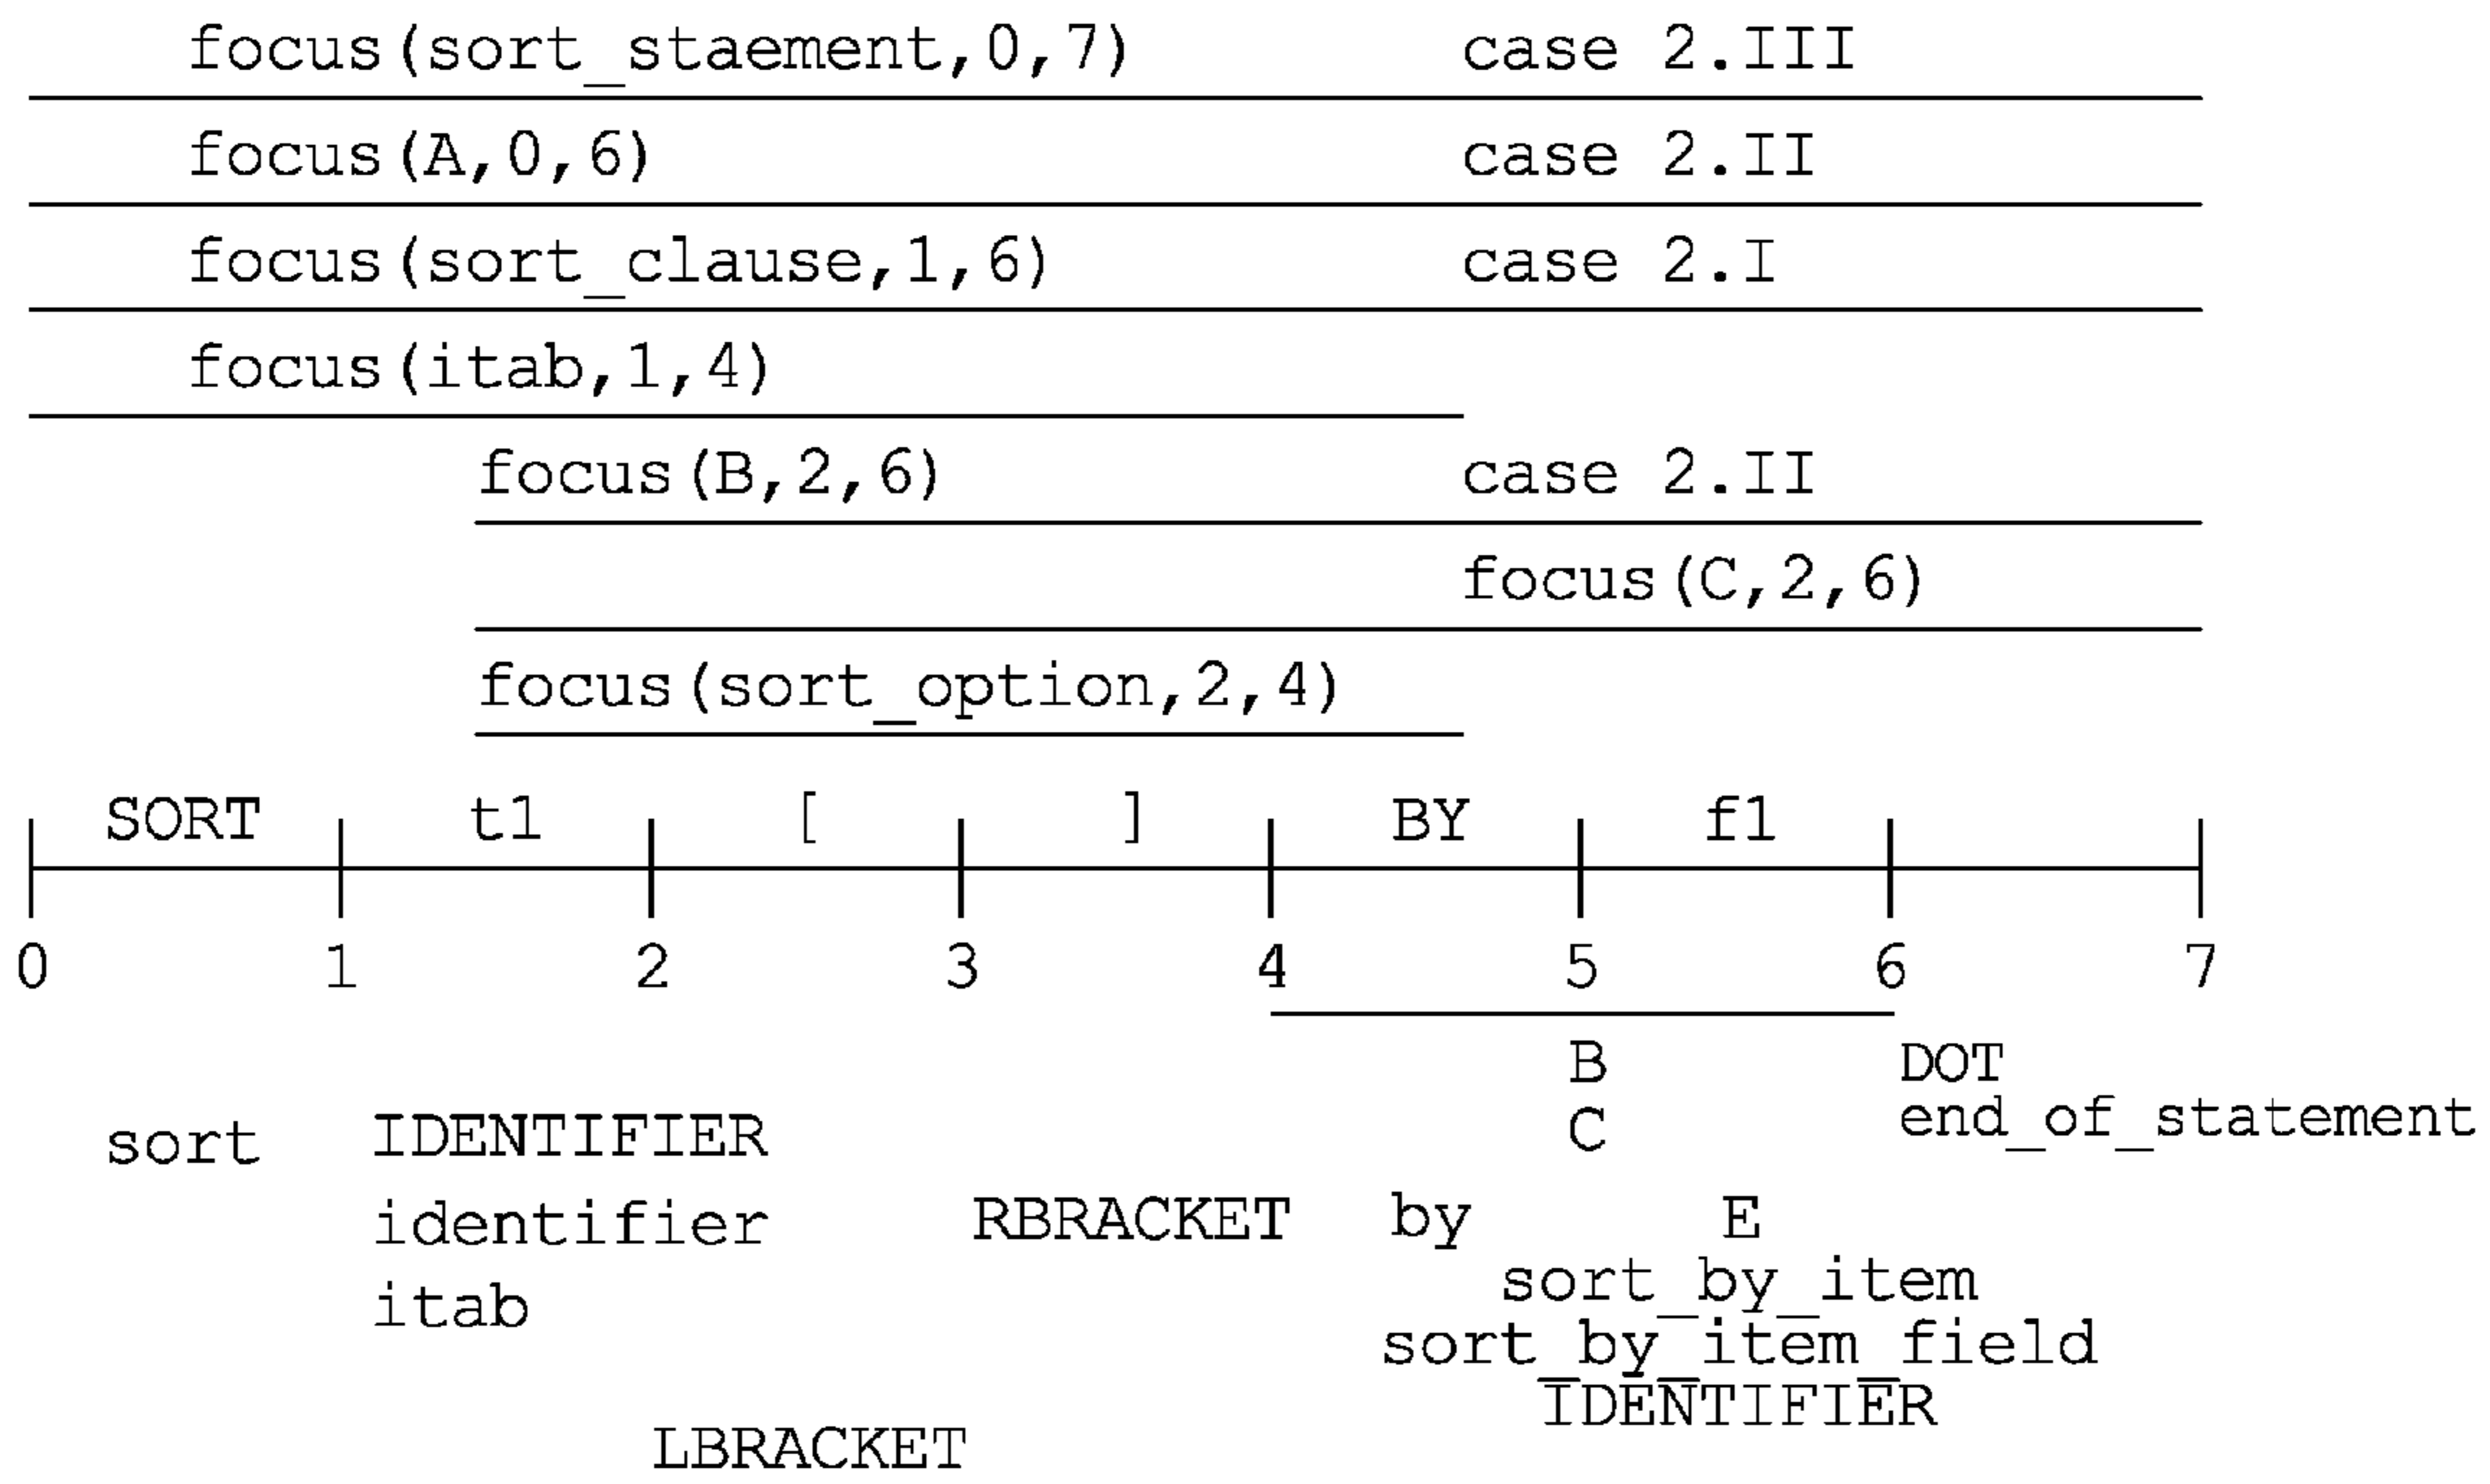 focus(sort_staement,0,7) case 2.III
focus(A,0,6) case 2.II
focus(sort_clause,1,6) case 2.I
focus(itab,1,4)
focus(B,2,6) case 2.II
focus(C,2,6)
focus(sort_option,2,4)
SORT t1 [ ] BY f1
0 1 2 3 4 5 6 7
B DOT
sort IDENTIFIER C end_of_statement
identifier RBRACKET by E
itab sort_by_item
sort_by_item_field
IDENTIFIER
LBRACKET